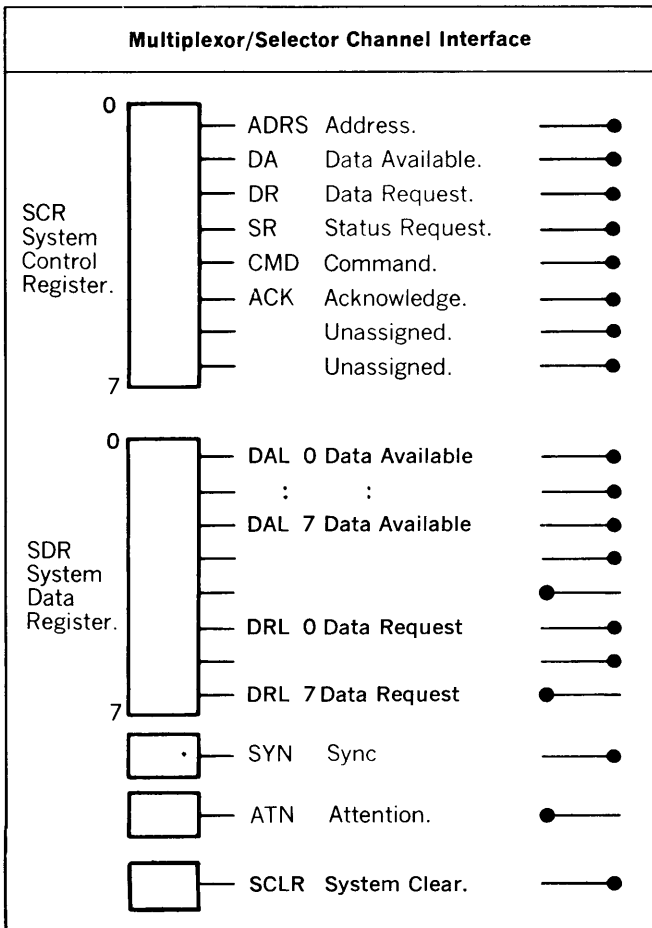 Multiplexor/Selector Channel Interface
0
ADRS Address.
DA Data Available.
DR Data Request.
SR Status Request.
CMD Command.
ACK Acknowledge.
Unassigned.
Unassigned.
7
SCR
System
Control
Register.
0
DAL 0 Data Available
: :
DAL 7 Data Available
DRL 0 Data Request
DRL 7 Data Request
7
SDR
System
Data
Register.
SYN Sync
ATN Attention.
SCLR System Clear.